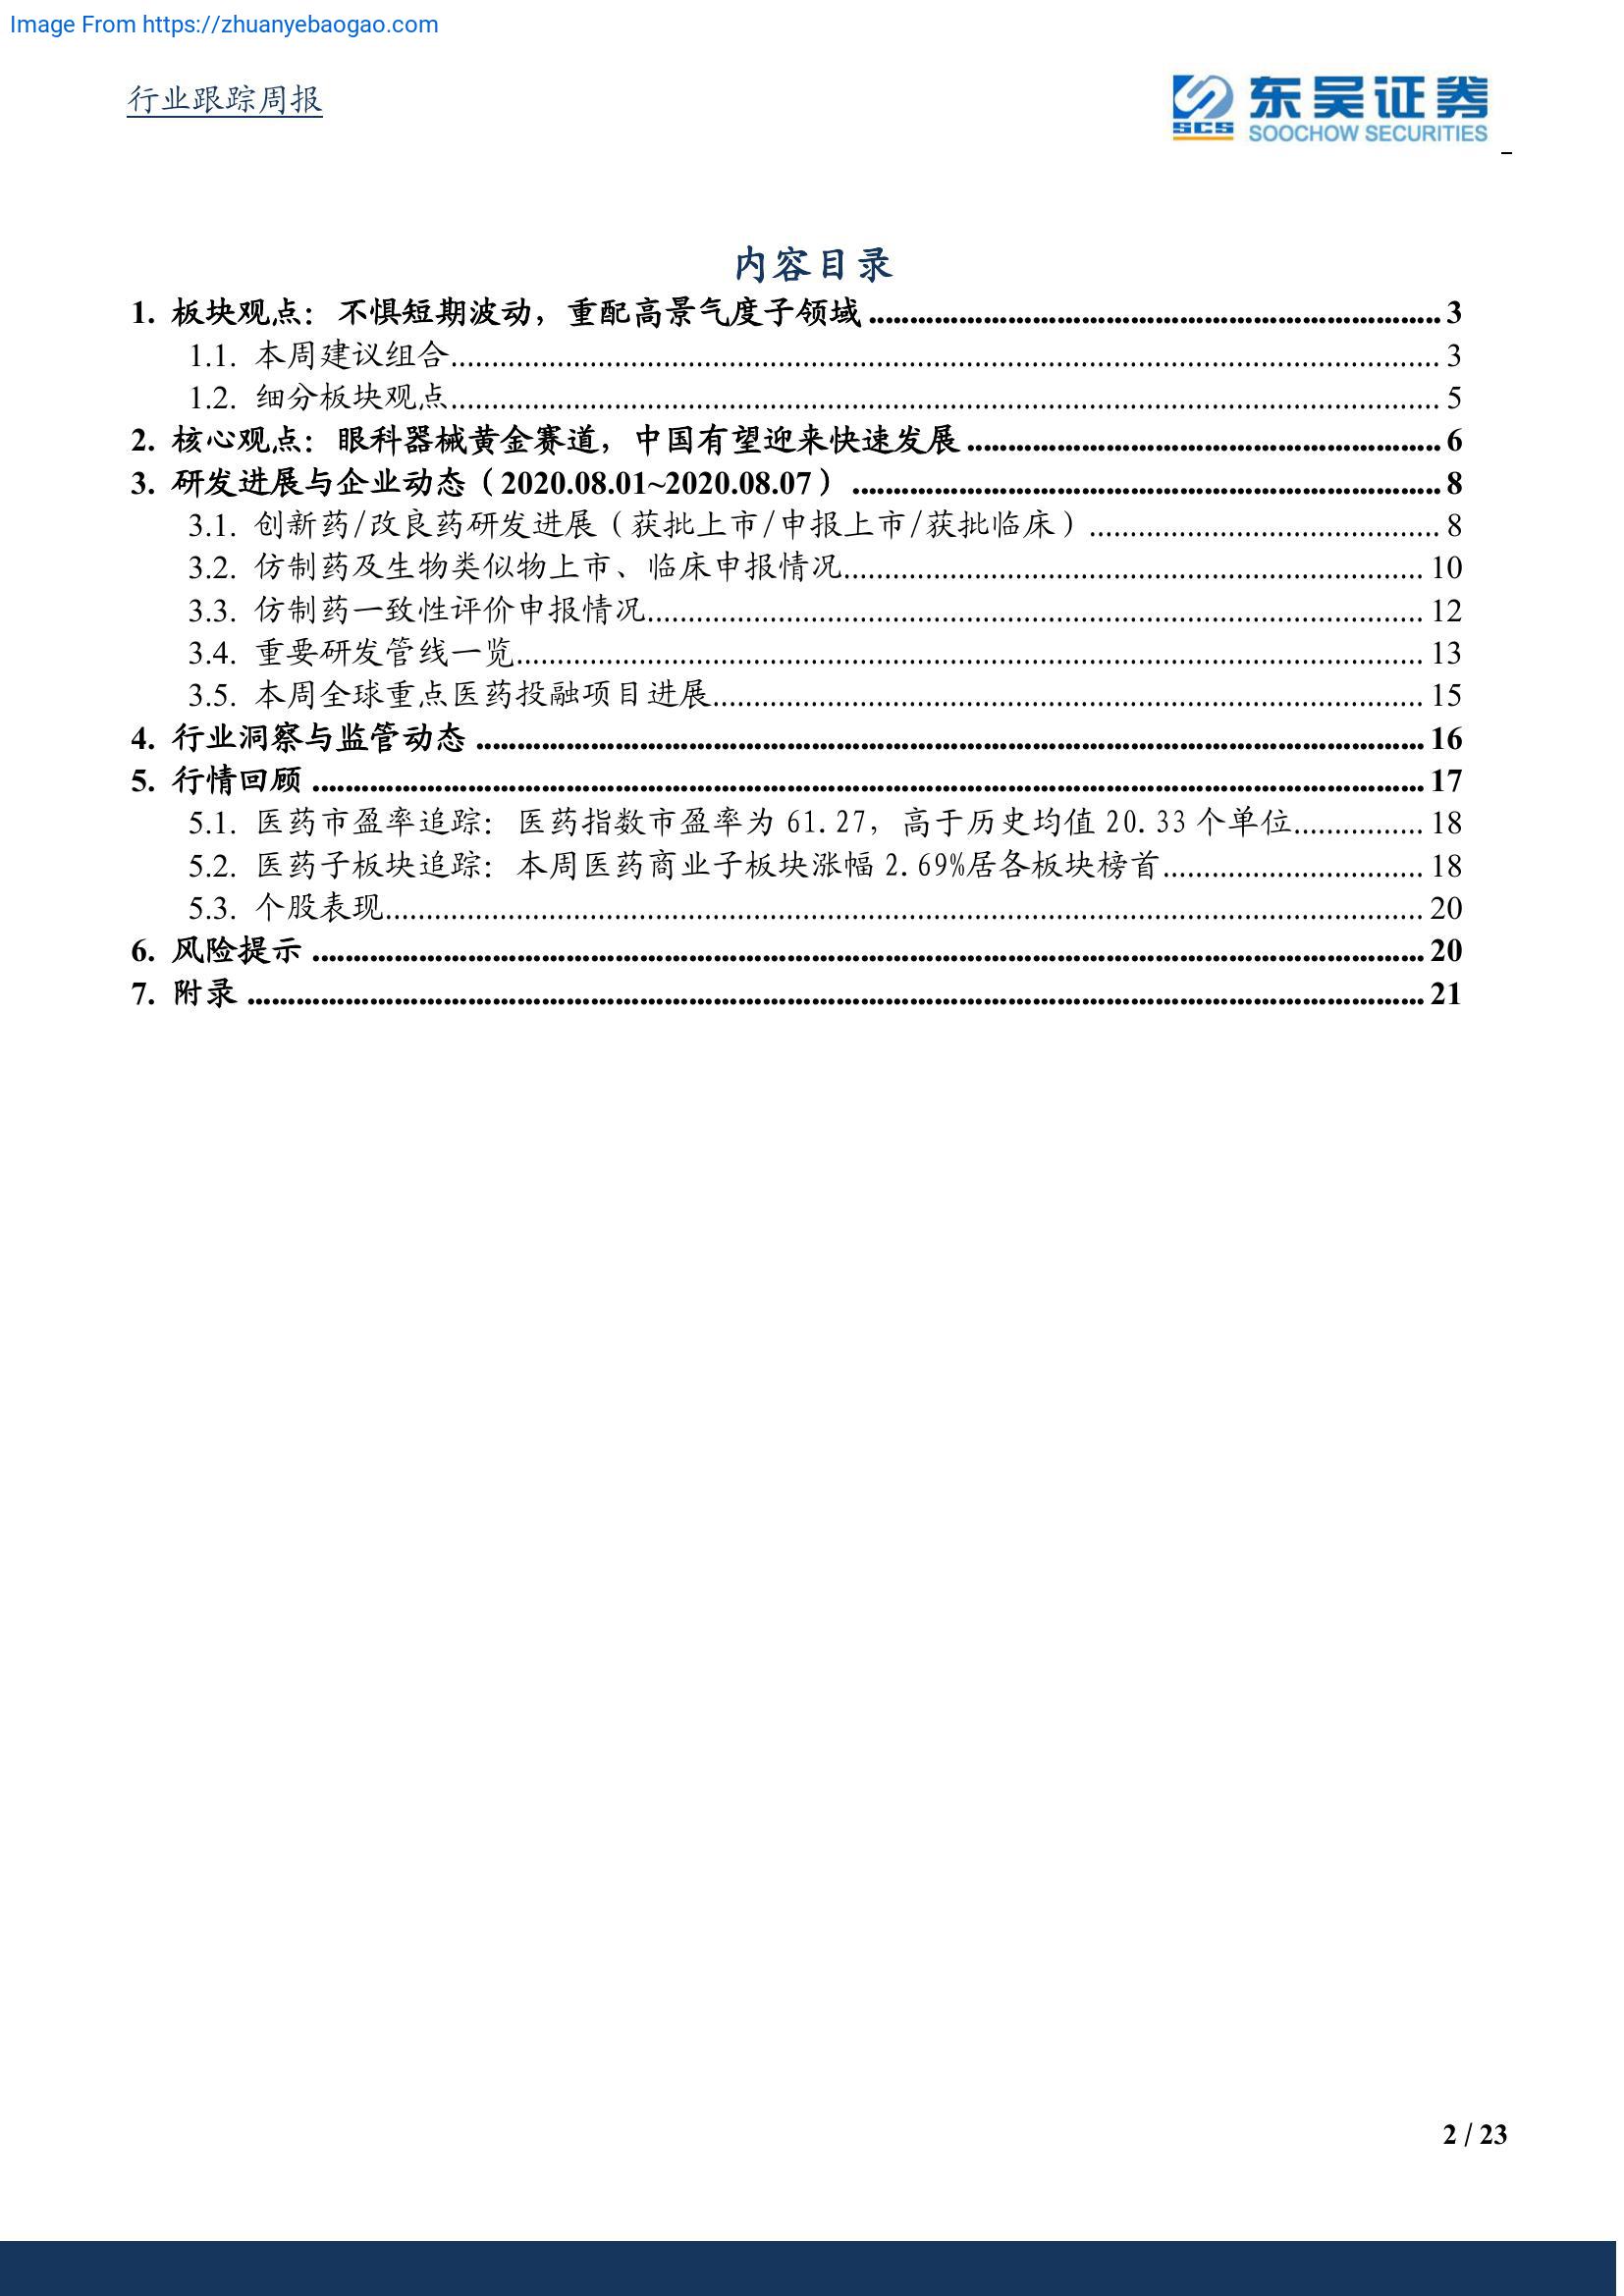 Image From https://zhuanyebaogao.com
行业跟踪周报
东吴证券
SCS
SOOCHOW SECURITIES
内容目录
1. 板块观点：不惧短期波动，重配高景气度子领域 ........ 3
1.1. 本周建议组合........ 3
1.2. 细分板块观点........ 5
2. 核心观点：眼科器械黄金赛道，中国有望迎来快速发展 ........ 6
3. 研发进展与企业动态（2020.08.01~2020.08.07） ........ 8
3.1. 创新药/改良药研发进展（获批上市/申报上市/获批临床）........ 8
3.2. 仿制药及生物类似物上市、临床申报情况........ 10
3.3. 仿制药一致性评价申报情况........ 12
3.4. 重要研发管线一览........ 13
3.5. 本周全球重点医药投融项目进展........ 15
4. 行业洞察与监管动态 ........ 16
5. 行情回顾 ........ 17
5.1. 医药市盈率追踪：医药指数市盈率为 61.27，高于历史均值 20.33 个单位........ 18
5.2. 医药子板块追踪：本周医药商业子板块涨幅 2.69%居各板块榜首........ 18
5.3. 个股表现........ 20
6. 风险提示 ........ 20
7. 附录 ........ 21
2 / 23